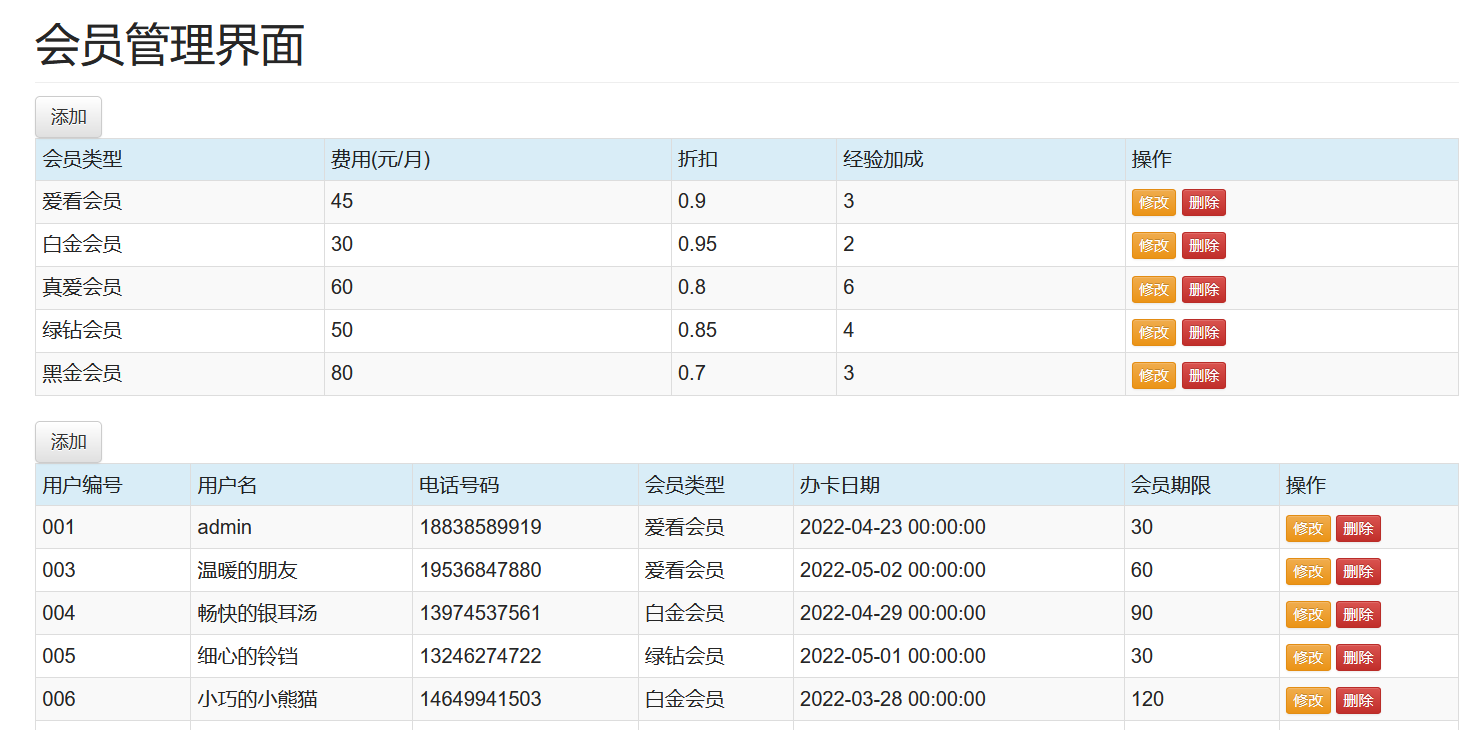 会员管理界面
添加
会员类型 费用(元/月) 折扣 经验加成 操作
爱看会员 45 0.9 3 修改 删除
白金会员 30 0.95 2 修改 删除
真爱会员 60 0.8 6 修改 删除
绿钻会员 50 0.85 4 修改 删除
黑金会员 80 0.7 3 修改 删除
添加
用户编号 用户名 电话号码 会员类型 办卡日期 会员期限 操作
001 admin 18838589919 爱看会员 2022-04-23 00:00:00 30 修改 删除
003 温暖的朋友 19536847880 爱看会员 2022-05-02 00:00:00 60 修改 删除
004 畅快的银耳汤 13974537561 白金会员 2022-04-29 00:00:00 90 修改 删除
005 细心的铃铛 13246274722 绿钻会员 2022-05-01 00:00:00 30 修改 删除
006 小巧的小熊猫 14649941503 白金会员 2022-03-28 00:00:00 120 修改 删除